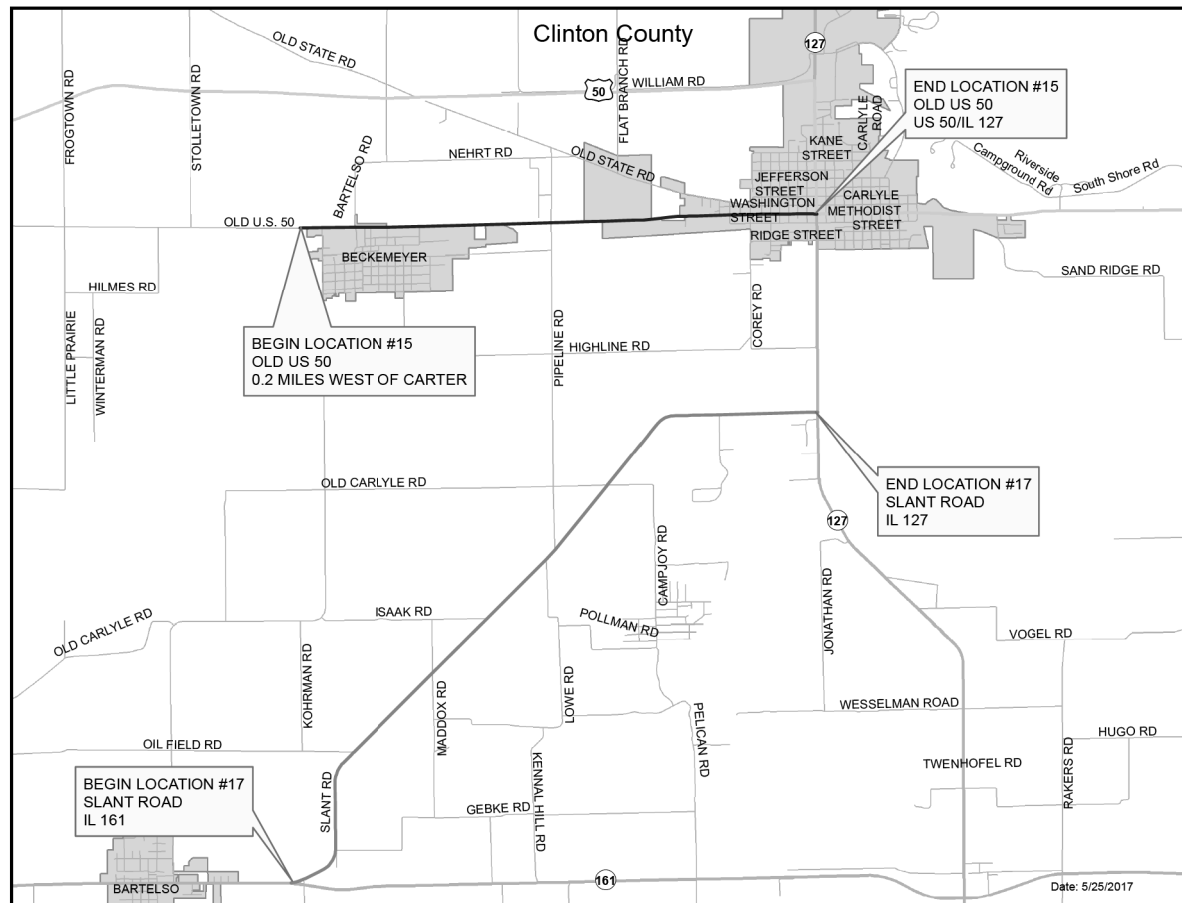 Clinton County
127
OLD STATE RD
FROGTOWN RD
STOLLETOWN RD
FLAT BRANCH RD
50
WILLIAM RD
END LOCATION #15
OLD US 50
US 50/IL 127
CARLYLE
ROAD
KANE
STREET
BARTELSO RD
NEHRT RD
OLD STATE RD
JEFFERSON
STREET
Riverside
Campground Rd
South Shore Rd
WASHINGTON
STREET
CARLYLE
METHODIST
STREET
OLD U.S. 50
RIDGE STREET
BECKEMEYER
SAND RIDGE RD
HILMES RD
LITTLE PRAIRIE
WINTERMAN RD
BEGIN LOCATION #15
OLD US 50
0.2 MILES WEST OF CARTER
PIPELINE RD
HIGHLINE RD
COREY RD
OLD CARLYLE RD
END LOCATION #17
SLANT ROAD
IL 127
127
CAMPJOY RD
JONATHAN RD
OLD CARLYLE RD
ISAAK RD
POLLMAN RD
VOGEL RD
KOHRMAN RD
MADDOX RD
LOWE RD
PELICAN RD
WESSELMAN ROAD
OIL FIELD RD
HUGO RD
TWENHOFEL RD
RAKERS RD
BEGIN LOCATION #17
SLANT ROAD
IL 161
SLANT RD
GEBKE RD
KENNAL HILL RD
BARTELSO
161
Date: 5/25/2017